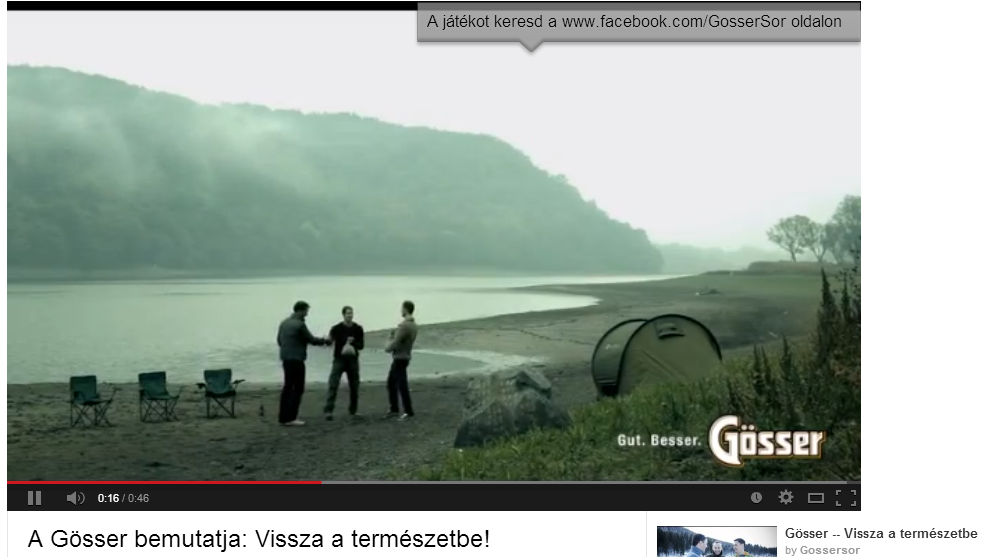 A játékot keresd a www.facebook.com/GosserSor oldalon
Gut. Besser. Gösser
0:16 / 0:46
A Gösser bemutatja: Vissza a természetbe!
Gösser -- Vissza a természetbe
by Gossersor